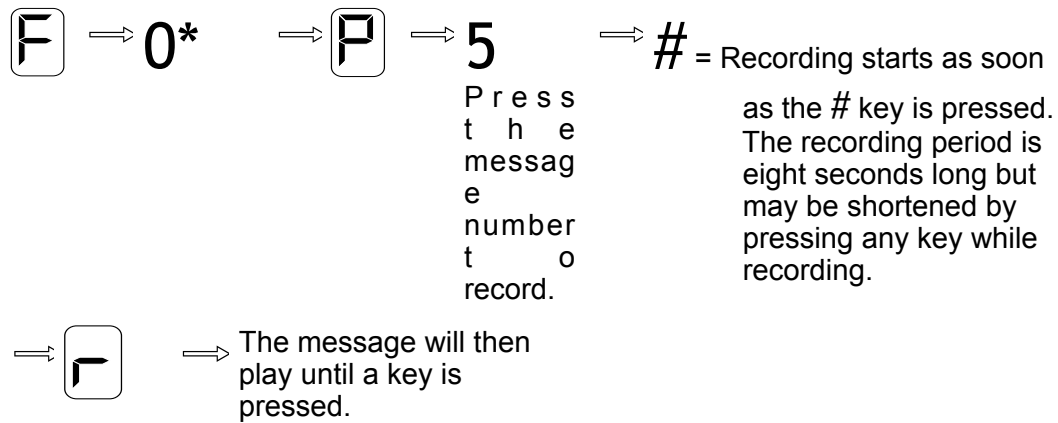 F ⇒ 0* ⇒ P ⇒ 5 ⇒ # = Recording starts as soon
as the # key is pressed.
The recording period is
eight seconds long but
may be shortened by
pressing any key while
recording.
Press
the
messag
e
number
to
record.
⇒ r ⇒ The message will then
play until a key is
pressed.